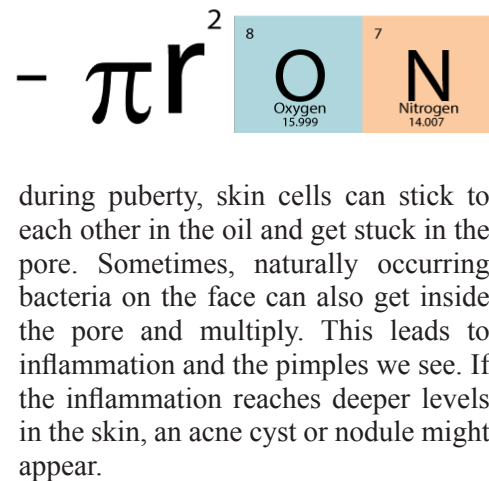 – πr²
8 7
O N
Oxygen Nitrogen
15.999 14.007
during puberty, skin cells can stick to
each other in the oil and get stuck in the
pore. Sometimes, naturally occurring
bacteria on the face can also get inside
the pore and multiply. This leads to
inflammation and the pimples we see. If
the inflammation reaches deeper levels
in the skin, an acne cyst or nodule might
appear.